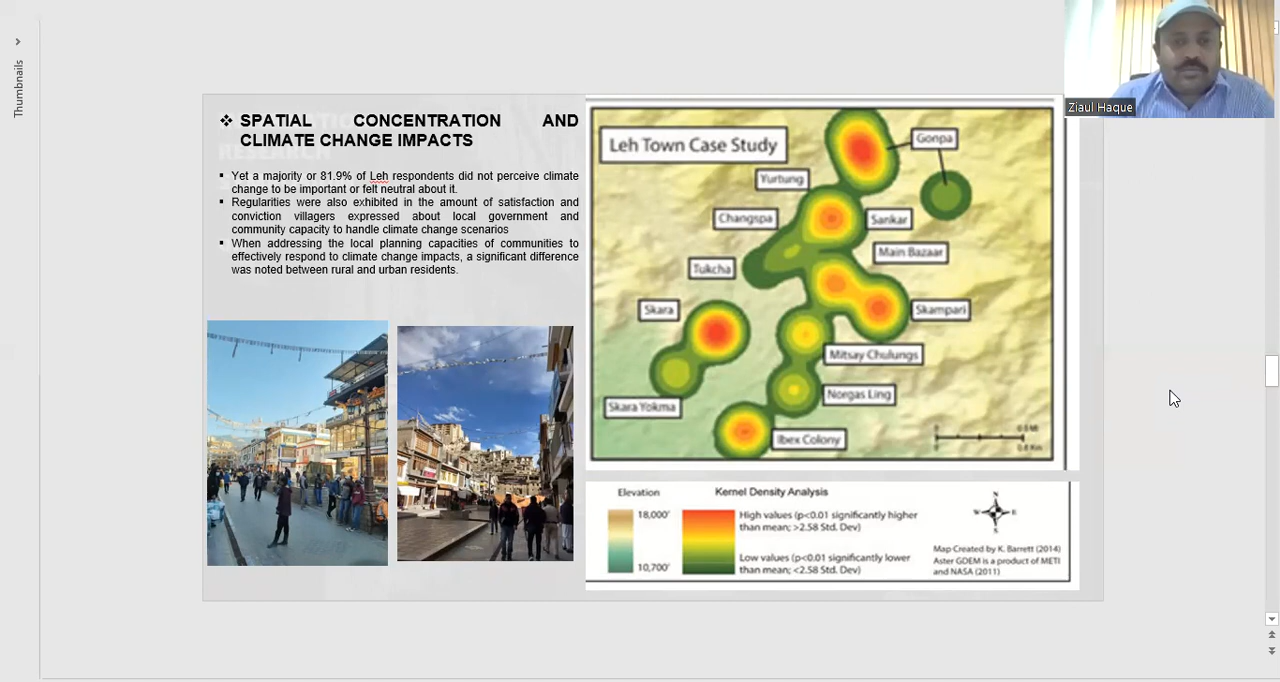 Thumbnails
❖ SPATIAL CONCENTRATION AND
CLIMATE CHANGE IMPACTS
▪ Yet a majority or 81.9% of Leh respondents did not perceive climate
change to be important or felt neutral about it.
▪ Regularities were also exhibited in the amount of satisfaction and
conviction villagers expressed about local government and
community capacity to handle climate change scenarios
▪ When addressing the local planning capacities of communities to
effectively respond to climate change impacts, a significant difference
was noted between rural and urban residents.
Ziaul Haque
Leh Town Case Study
Gonpa
Yurtung
Changspa
Sankar
Main Bazaar
Tukcha
Skara
Skampari
Mitsay Chulungs
Norgas Ling
Skara Yokma
Ibex Colony
Elevation
18,000'
10,700'
Kernel Density Analysis
High values (p<0.01 significantly higher
than mean; >2.58 Std. Dev)
Low values (p<0.01 significantly lower
than mean; <2.58 Std. Dev)
N
W E
S
Map Created by K. Barrett (2014)
Aster GDEM is a product of METI
and NASA (2011)